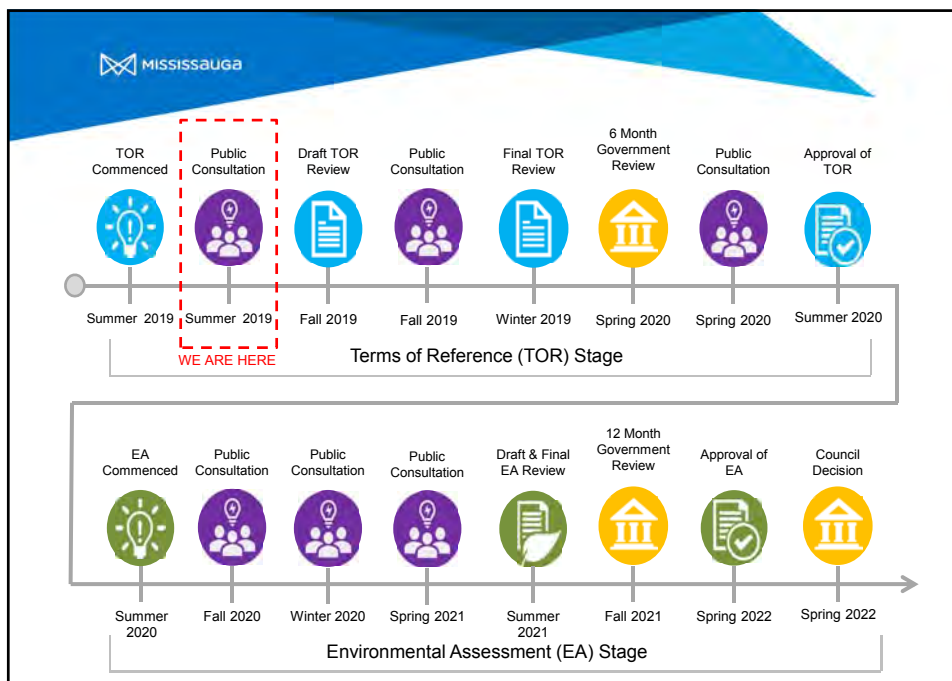 MISSISSAUGA
TOR
Commenced
Public
Consultation
Draft TOR
Review
Public
Consultation
Final TOR
Review
6 Month
Government
Review
Public
Consultation
Approval of
TOR
Summer 2019
Summer 2019
Fall 2019
Fall 2019
Winter 2019
Spring 2020
Spring 2020
Summer 2020
WE ARE HERE
Terms of Reference (TOR) Stage
EA
Commenced
Public
Consultation
Public
Consultation
Public
Consultation
Draft & Final
EA Review
12 Month
Government
Review
Approval of
EA
Council
Decision
Summer
2020
Fall 2020
Winter 2020
Spring 2021
Summer
2021
Fall 2021
Spring 2022
Spring 2022
Environmental Assessment (EA) Stage